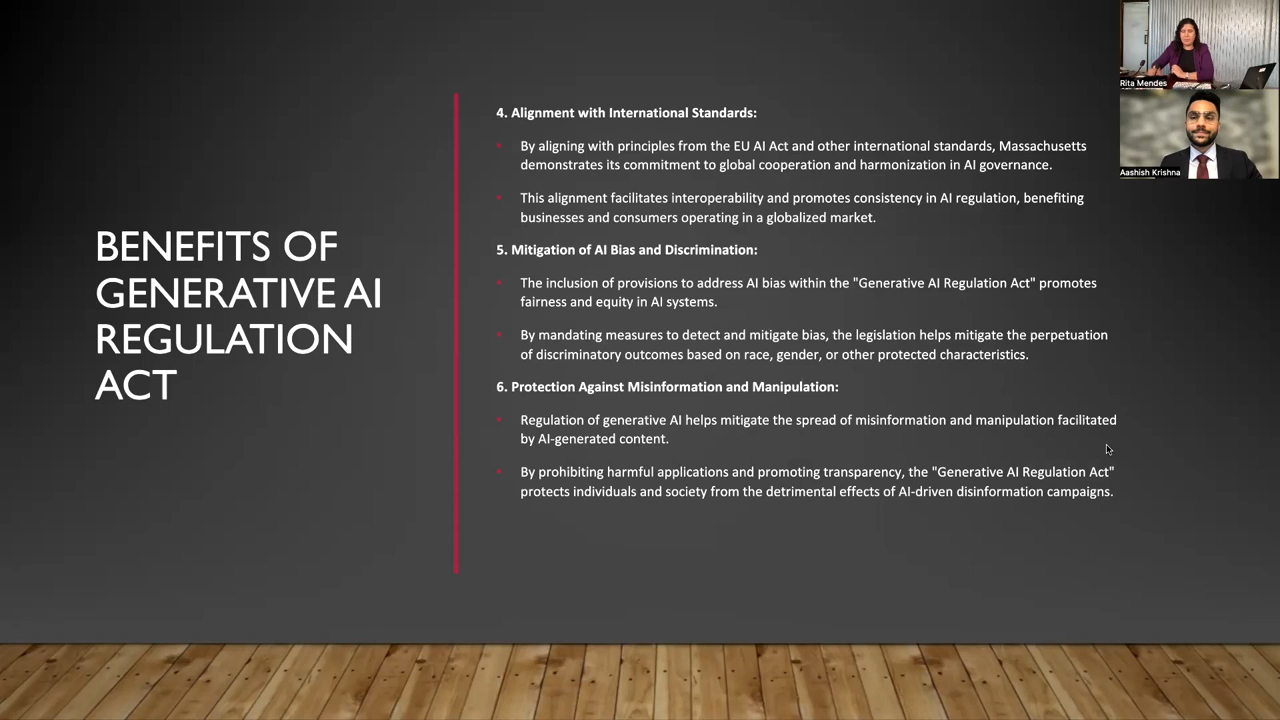 BENEFITS OF
GENERATIVE AI
REGULATION
ACT
4. Alignment with International Standards:
By aligning with principles from the EU AI Act and other international standards, Massachusetts
demonstrates its commitment to global cooperation and harmonization in AI governance.
This alignment facilitates interoperability and promotes consistency in AI regulation, benefiting
businesses and consumers operating in a globalized market.
5. Mitigation of AI Bias and Discrimination:
The inclusion of provisions to address AI bias within the "Generative AI Regulation Act" promotes
fairness and equity in AI systems.
By mandating measures to detect and mitigate bias, the legislation helps mitigate the perpetuation
of discriminatory outcomes based on race, gender, or other protected characteristics.
6. Protection Against Misinformation and Manipulation:
Regulation of generative AI helps mitigate the spread of misinformation and manipulation facilitated
by AI-generated content.
By prohibiting harmful applications and promoting transparency, the "Generative AI Regulation Act"
protects individuals and society from the detrimental effects of AI-driven disinformation campaigns.
Rita Mendes
Aashish Krishna